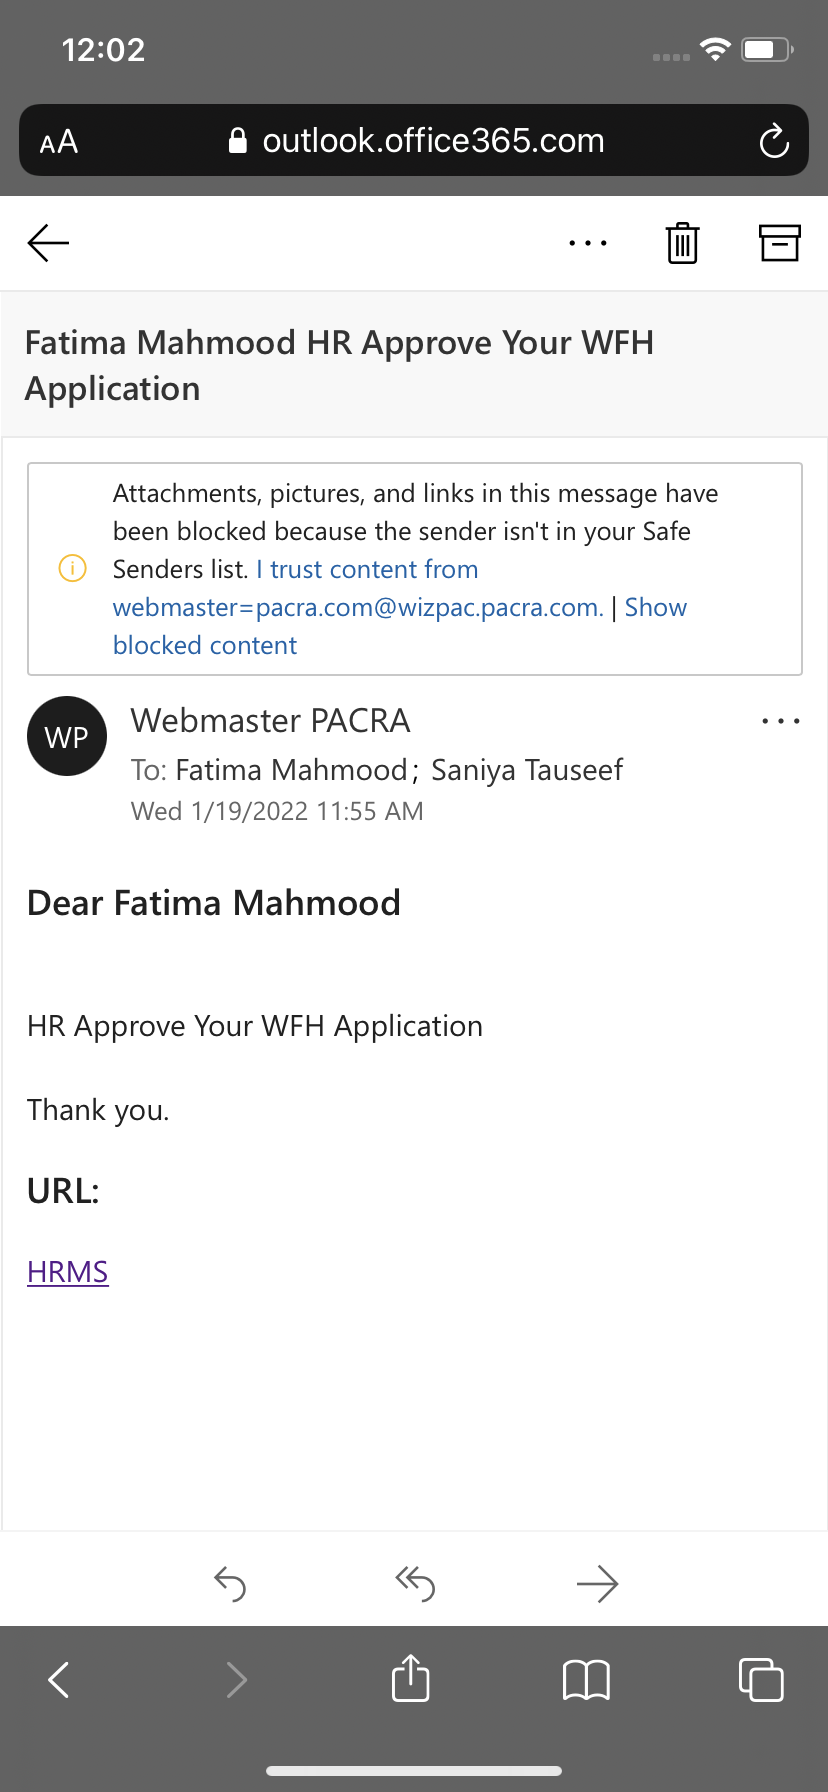 12:02
AA outlook.office365.com
Fatima Mahmood HR Approve Your WFH
Application
Attachments, pictures, and links in this message have
been blocked because the sender isn't in your Safe
Senders list. I trust content from
webmaster=pacra.com@wizpac.pacra.com. | Show
blocked content
WP
Webmaster PACRA
To: Fatima Mahmood; Saniya Tauseef
Wed 1/19/2022 11:55 AM
Dear Fatima Mahmood
HR Approve Your WFH Application
Thank you.
URL:
HRMS